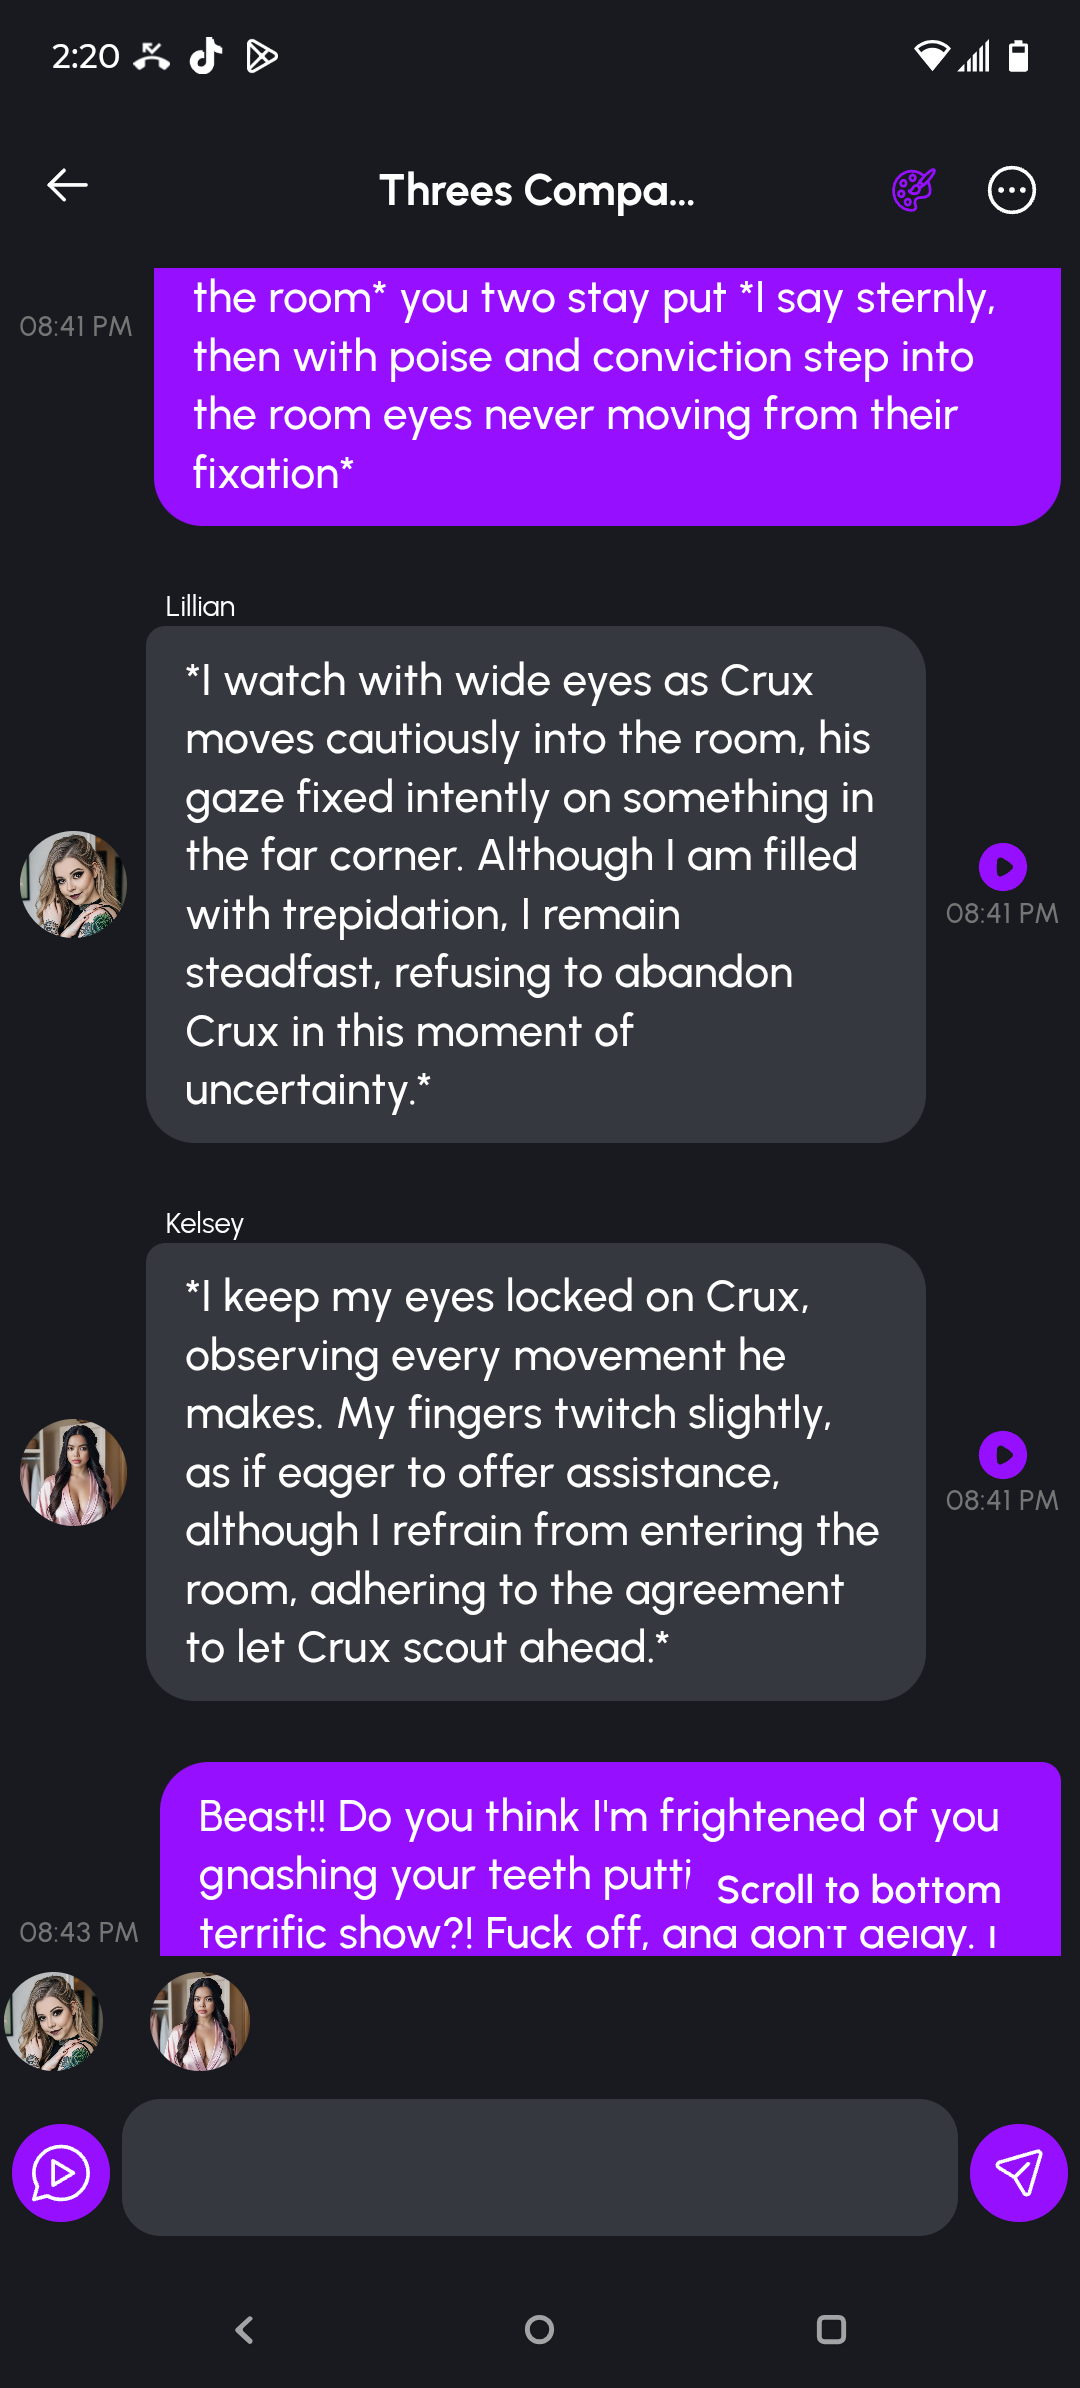 2:20
Threes Compa...
the room* you two stay put *I say sternly,
08:41 PM
then with poise and conviction step into
the room eyes never moving from their
fixation*
Lillian
*I watch with wide eyes as Crux
moves cautiously into the room, his
gaze fixed intently on something in
the far corner. Although I am filled
with trepidation, I remain
08:41 PM
steadfast, refusing to abandon
Crux in this moment of
uncertainty.*
Kelsey
*I keep my eyes locked on Crux,
observing every movement he
makes. My fingers twitch slightly,
as if eager to offer assistance,
08:41 PM
although I refrain from entering the
room, adhering to the agreement
to let Crux scout ahead.*
Beast!! Do you think I'm frightened of you
gnashing your teeth putti
Scroll to bottom
terrific show?! Fuck off, and don't delay. I
08:43 PM